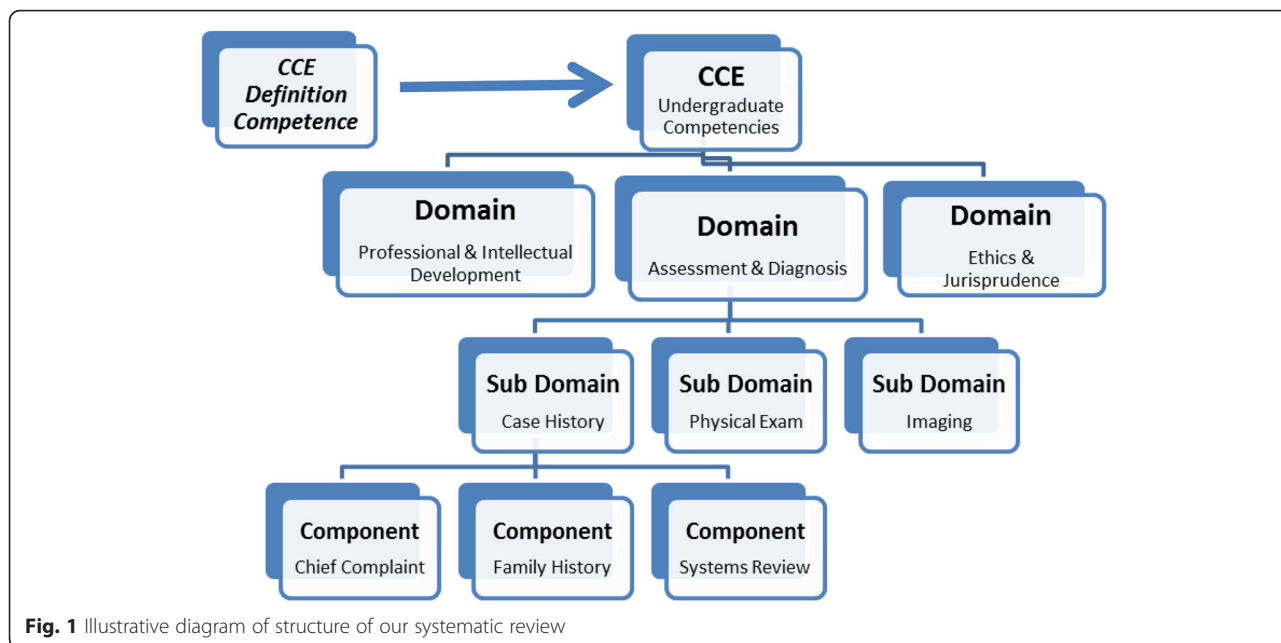 CCE
Definition
Competence
CCE
Undergraduate
Competencies
Domain
Professional & Intellectual
Development
Domain
Assessment & Diagnosis
Domain
Ethics &
Jurisprudence
Sub Domain
Case History
Sub Domain
Physical Exam
Sub Domain
Imaging
Component
Chief Complaint
Component
Family History
Component
Systems Review
Fig. 1 Illustrative diagram of structure of our systematic review